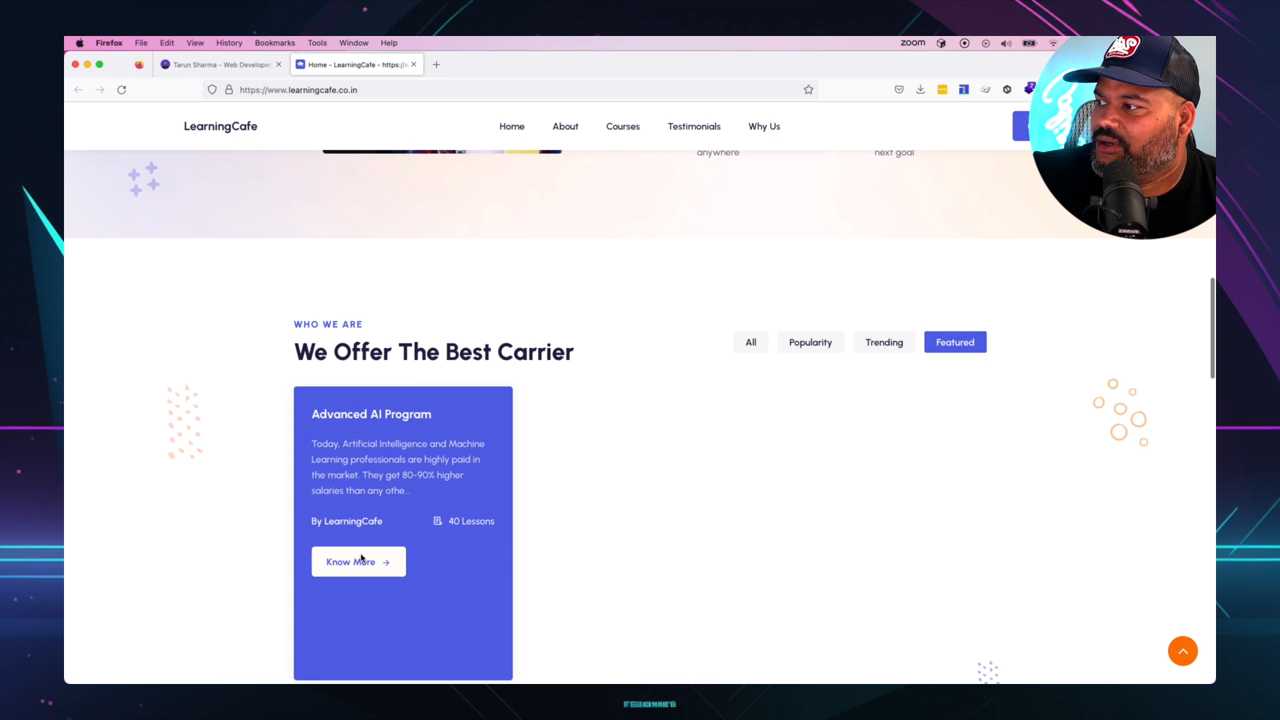 Firefox File Edit View History Bookmarks Tools Window Help
zoom
Tarun Sharma - Web Developer
Home - LearningCafe - https://w
https://www.learningcafe.co.in
LearningCafe
Home About Courses Testimonials Why Us
anywhere
next goal
WHO WE ARE
We Offer The Best Carrier
All Popularity Trending Featured
Advanced AI Program
Today, Artificial Intelligence and Machine
Learning professionals are highly paid in
the market. They get 80-90% higher
salaries than any othe...
By LearningCafe
40 Lessons
Know More